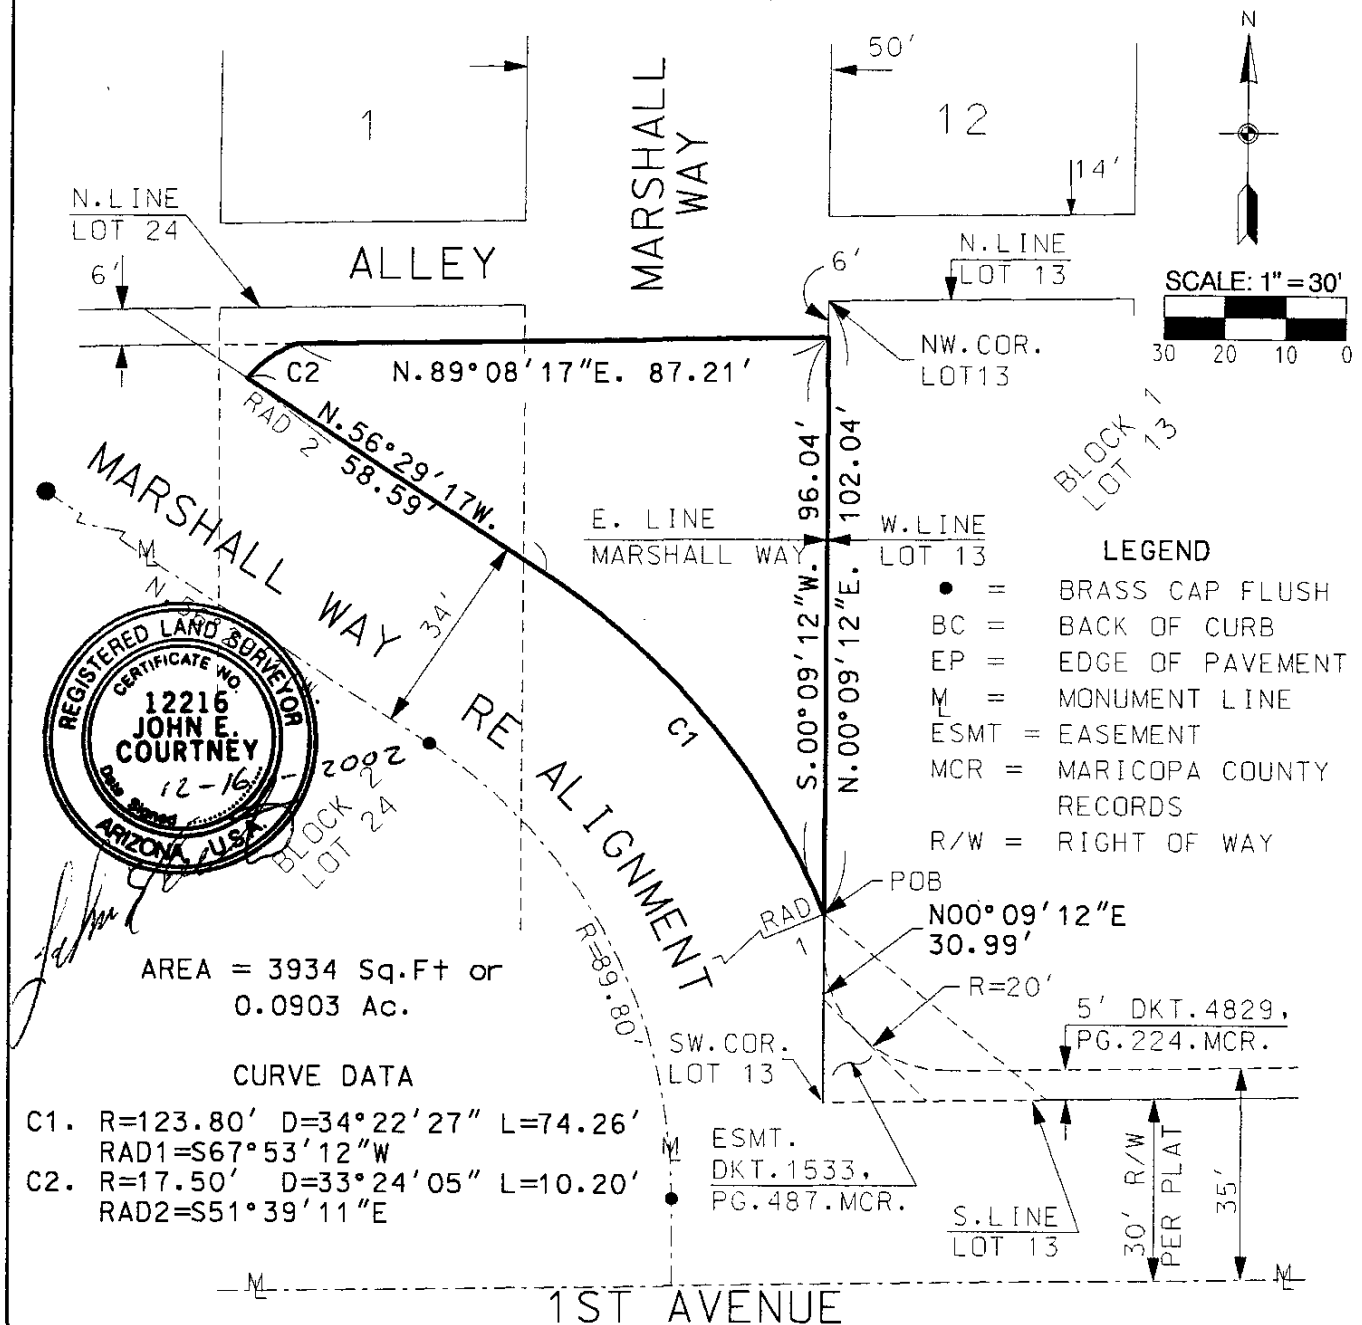 N
50'
1
MARSHALL
WAY
12
14'
N.LINE
LOT 24
ALLEY
6'
6'
N.LINE
LOT 13
SCALE: 1" = 30'
30 20 10 0
NW.COR.
LOT13
C2
N.89°08'17"E. 87.21'
RAD 2
N.56°29'17W.
58.59'
BLOCK 1
LOT 13
MARSHALL WAY
RE ALIGNMENT
E. LINE
MARSHALL WAY
S.00°09'12"W. 96.04'
N.00°09'12"E. 102.04'
W.LINE
LOT 13
LEGEND
● = BRASS CAP FLUSH
BC = BACK OF CURB
EP = EDGE OF PAVEMENT
ML = MONUMENT LINE
ESMT = EASEMENT
MCR = MARICOPA COUNTY
RECORDS
R/W = RIGHT OF WAY
ML
34'
C1
REGISTERED LAND SURVEYOR
CERTIFICATE NO.
12216
JOHN E.
COURTNEY
Date Signed
12-16-2002
ARIZONA, U.S.A.
BLOCK 2
LOT 24
R=89.80'
RAD
1
POB
N00°09'12"E
30.99'
R=20'
AREA = 3934 Sq.Ft or
0.0903 Ac.
5' DKT.4829,
PG.224.MCR.
SW.COR.
LOT 13
CURVE DATA
C1. R=123.80' D=34°22'27" L=74.26'
RAD1=S67°53'12"W
C2. R=17.50' D=33°24'05" L=10.20'
RAD2=S51°39'11"E
ML
ESMT.
DKT.1533,
PG.487.MCR.
S.LINE
LOT 13
30' R/W
PER PLAT
35'
ML
ML
1ST AVENUE